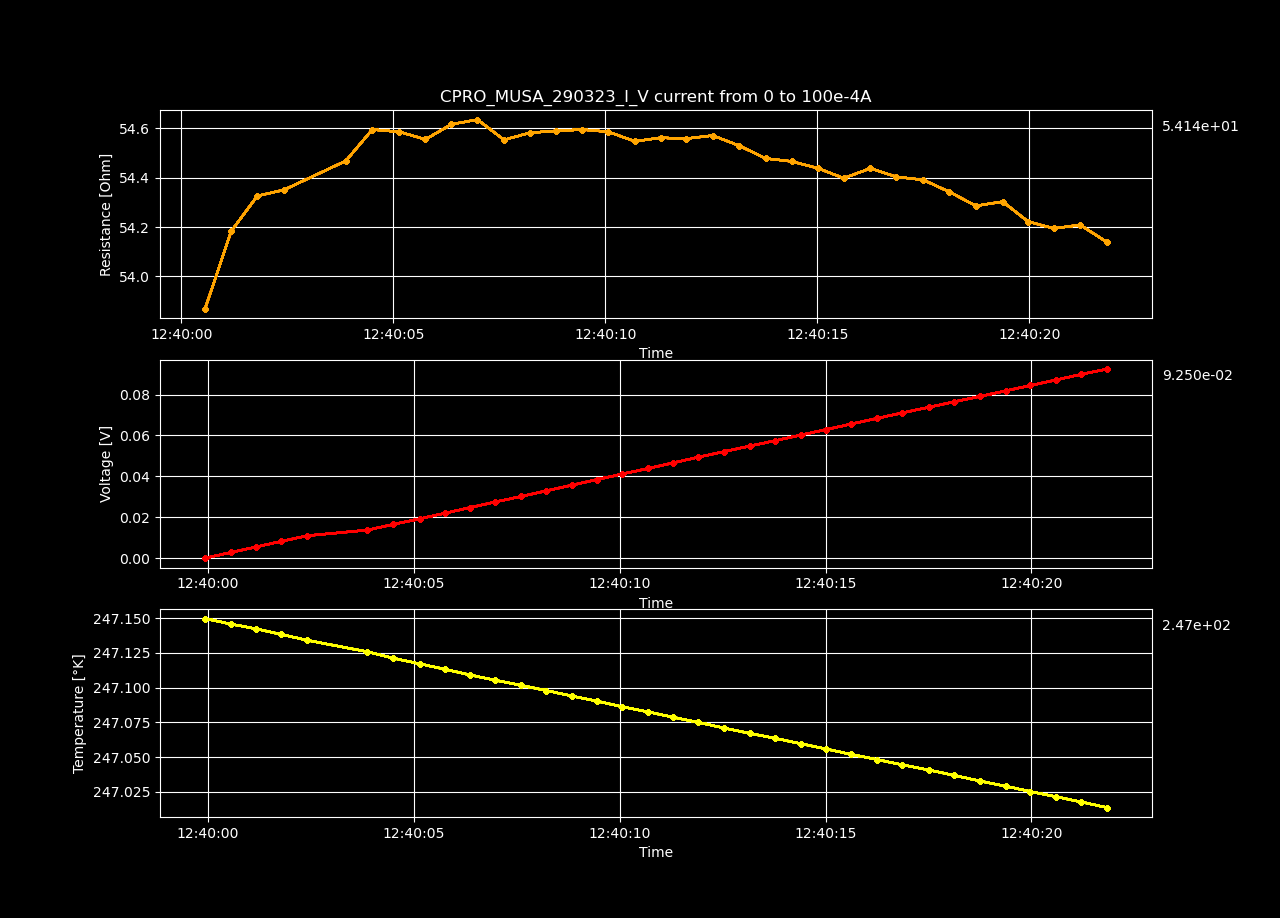 CPRO_MUSA_290323_I_V current from 0 to 100e-4A
5.414e+01
Resistance [Ohm]
54.6
54.4
54.2
54.0
12:40:00 12:40:05 12:40:10 12:40:15 12:40:20
Time
9.250e-02
Voltage [V]
0.08
0.06
0.04
0.02
0.00
12:40:00 12:40:05 12:40:10 12:40:15 12:40:20
Time
2.47e+02
Temperature [°K]
247.150
247.125
247.100
247.075
247.050
247.025
12:40:00 12:40:05 12:40:10 12:40:15 12:40:20
Time